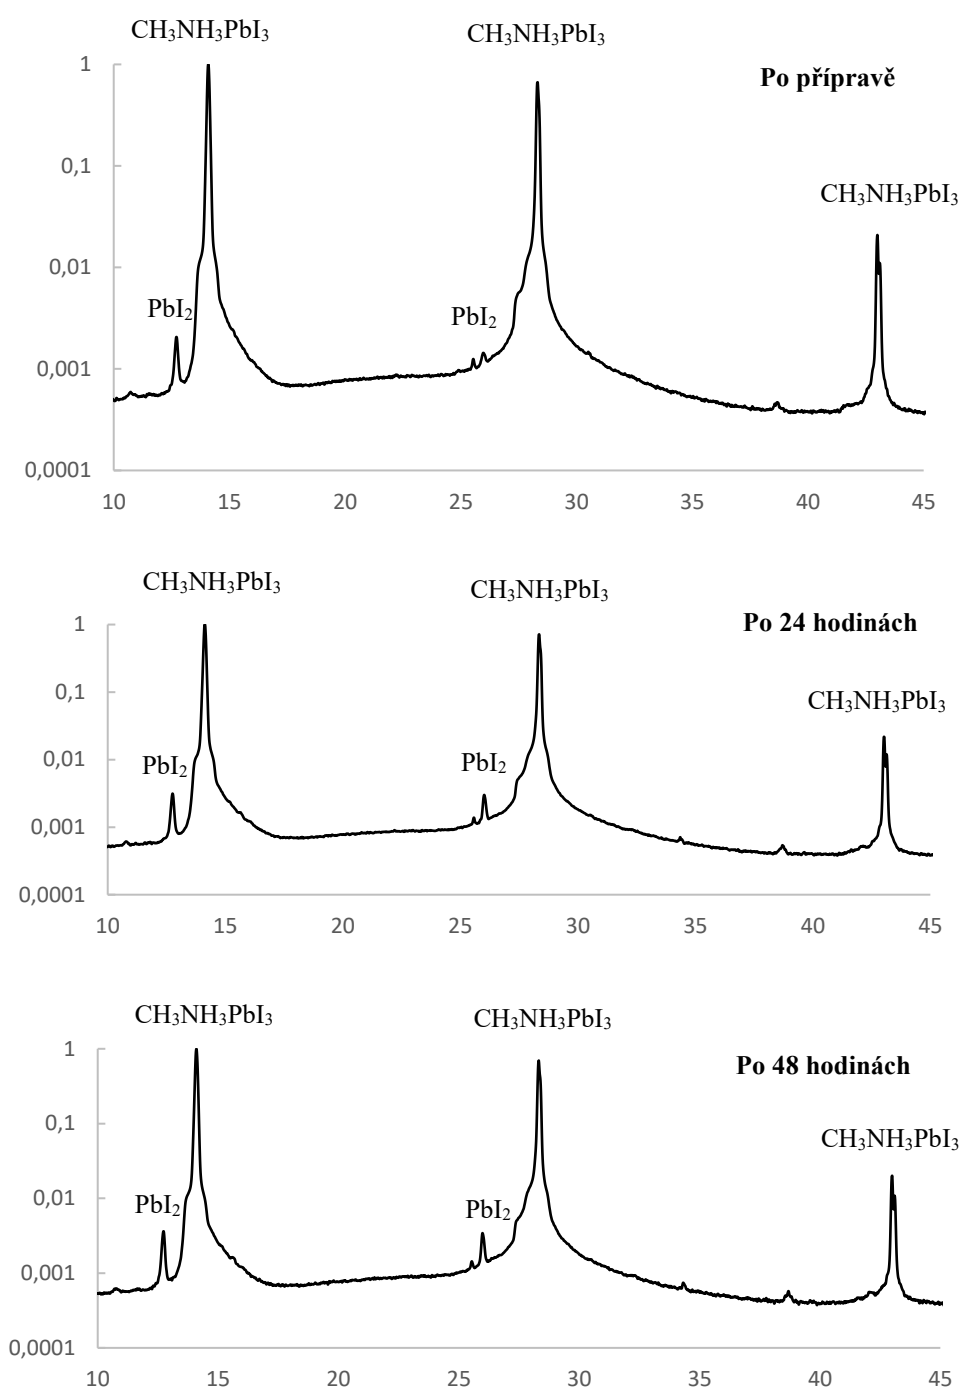 CH₃NH₃PbI₃ CH₃NH₃PbI₃
Po přípravě
1
0,1
CH₃NH₃PbI₃
0,01
PbI₂ PbI₂
0,001
0,0001
10 15 20 25 30 35 40 45
CH₃NH₃PbI₃ CH₃NH₃PbI₃
1 Po 24 hodinách
0,1 CH₃NH₃PbI₃
0,01 PbI₂ PbI₂
0,001
0,0001
10 15 20 25 30 35 40 45
CH₃NH₃PbI₃ CH₃NH₃PbI₃
1 Po 48 hodinách
0,1 CH₃NH₃PbI₃
0,01 PbI₂ PbI₂
0,001
0,0001
10 15 20 25 30 35 40 45